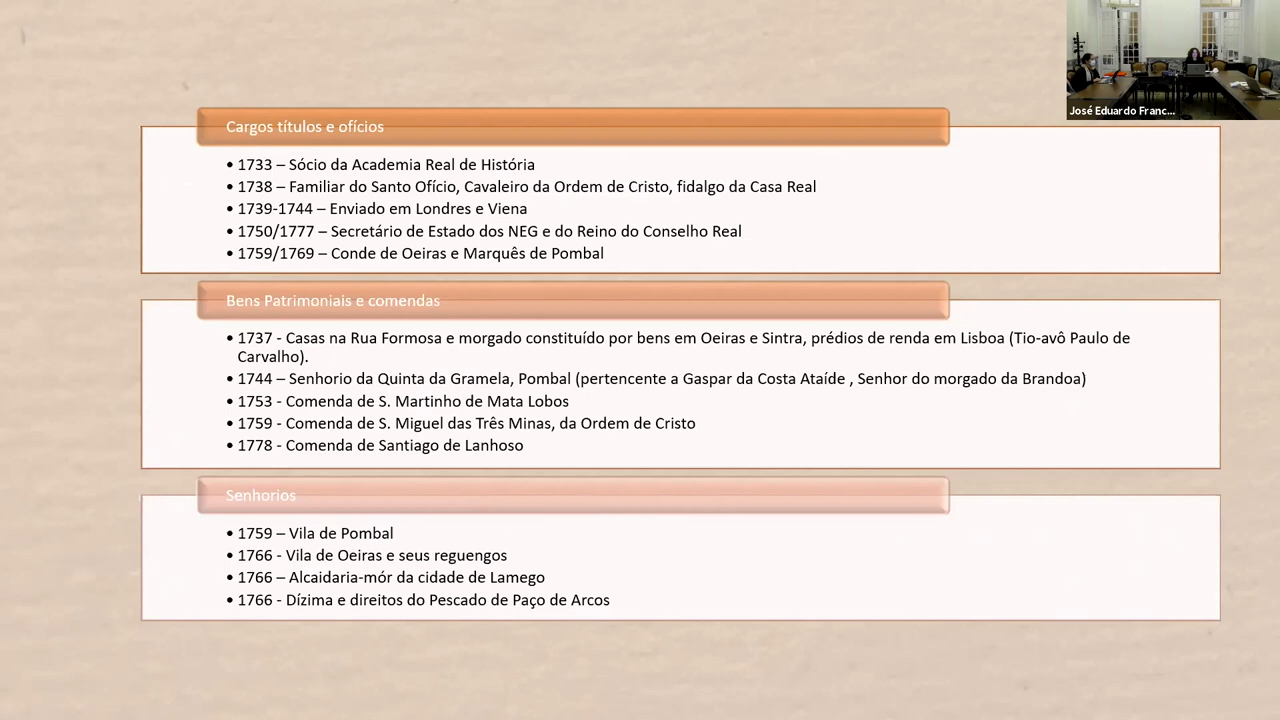 José Eduardo Franc...
Cargos títulos e ofícios
• 1733 – Sócio da Academia Real de História
• 1738 – Familiar do Santo Ofício, Cavaleiro da Ordem de Cristo, fidalgo da Casa Real
• 1739-1744 – Enviado em Londres e Viena
• 1750/1777 – Secretário de Estado dos NEG e do Reino do Conselho Real
• 1759/1769 – Conde de Oeiras e Marquês de Pombal
Bens Patrimoniais e comendas
• 1737 - Casas na Rua Formosa e morgado constituído por bens em Oeiras e Sintra, prédios de renda em Lisboa (Tio-avô Paulo de
Carvalho).
• 1744 – Senhorio da Quinta da Gramela, Pombal (pertencente a Gaspar da Costa Ataíde , Senhor do morgado da Brandoa)
• 1753 - Comenda de S. Martinho de Mata Lobos
• 1759 - Comenda de S. Miguel das Três Minas, da Ordem de Cristo
• 1778 - Comenda de Santiago de Lanhoso
Senhorios
• 1759 – Vila de Pombal
• 1766 - Vila de Oeiras e seus reguengos
• 1766 – Alcaidaria-mór da cidade de Lamego
• 1766 - Dízima e direitos do Pescado de Paço de Arcos